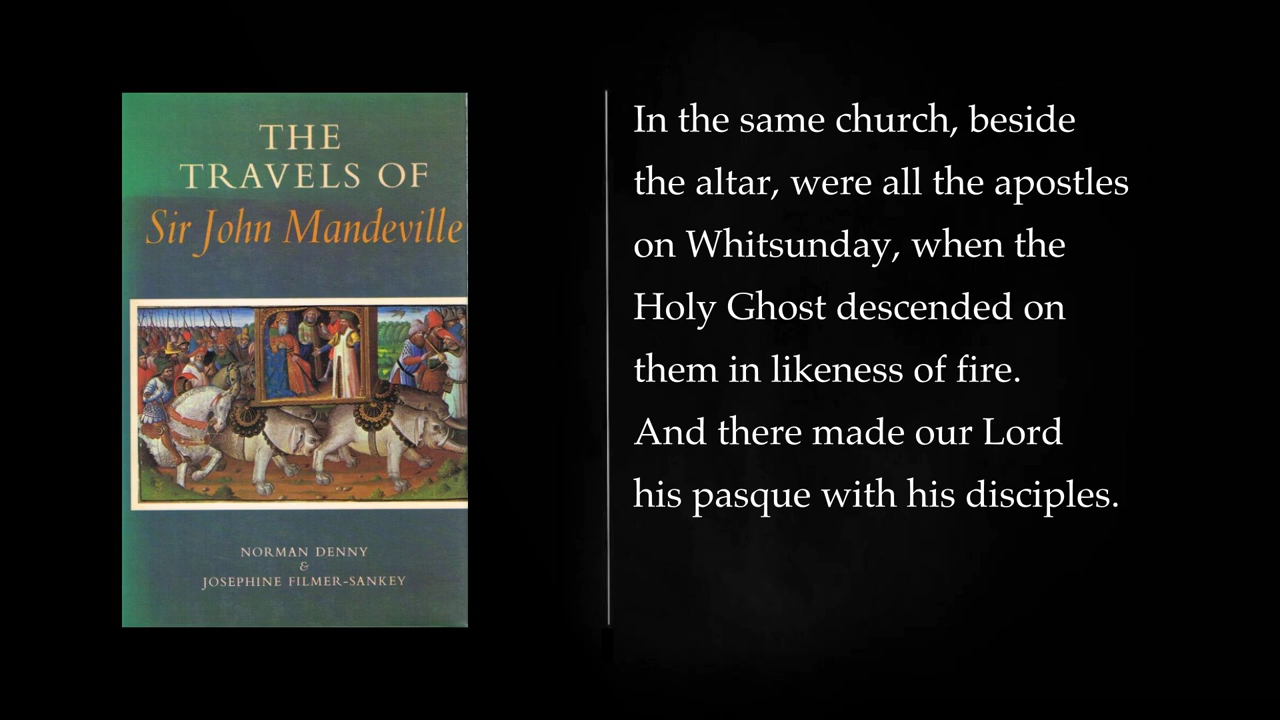 THE
TRAVELS OF
Sir John Mandeville
NORMAN DENNY
&
JOSEPHINE FILMER-SANKEY
In the same church, beside
the altar, were all the apostles
on Whitsunday, when the
Holy Ghost descended on
them in likeness of fire.
And there made our Lord
his pasque with his disciples.